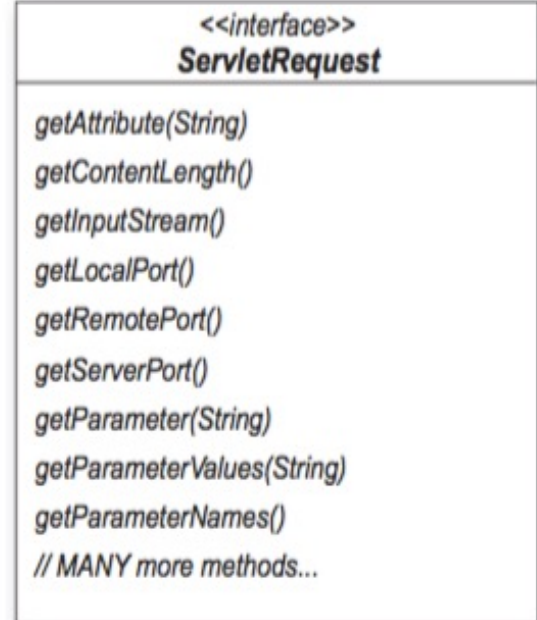 <<interface>>
ServletRequest
getAttribute(String)
getContentLength()
getInputStream()
getLocalPort()
getRemotePort()
getServerPort()
getParameter(String)
getParameterValues(String)
getParameterNames()
// MANY more methods...